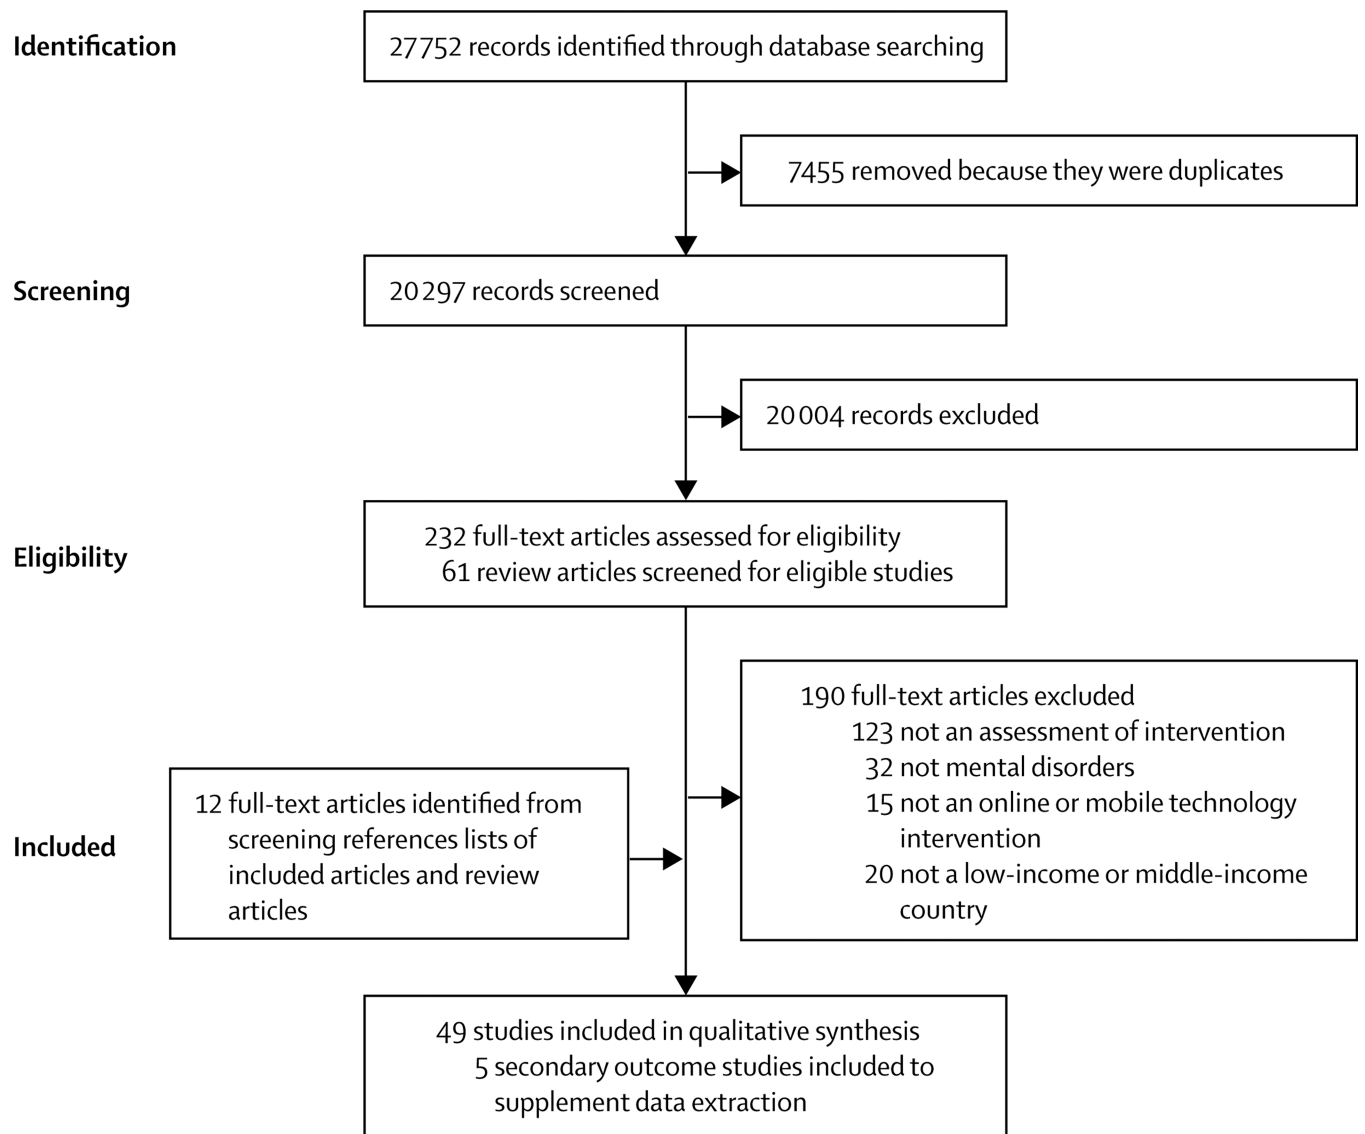 Identification
27 752 records identified through database searching
7455 removed because they were duplicates
Screening
20 297 records screened
20 004 records excluded
Eligibility
232 full-text articles assessed for eligibility
61 review articles screened for eligible studies
190 full-text articles excluded
123 not an assessment of intervention
32 not mental disorders
15 not an online or mobile technology
intervention
20 not a low-income or middle-income
country
Included
12 full-text articles identified from
screening references lists of
included articles and review
articles
49 studies included in qualitative synthesis
5 secondary outcome studies included to
supplement data extraction